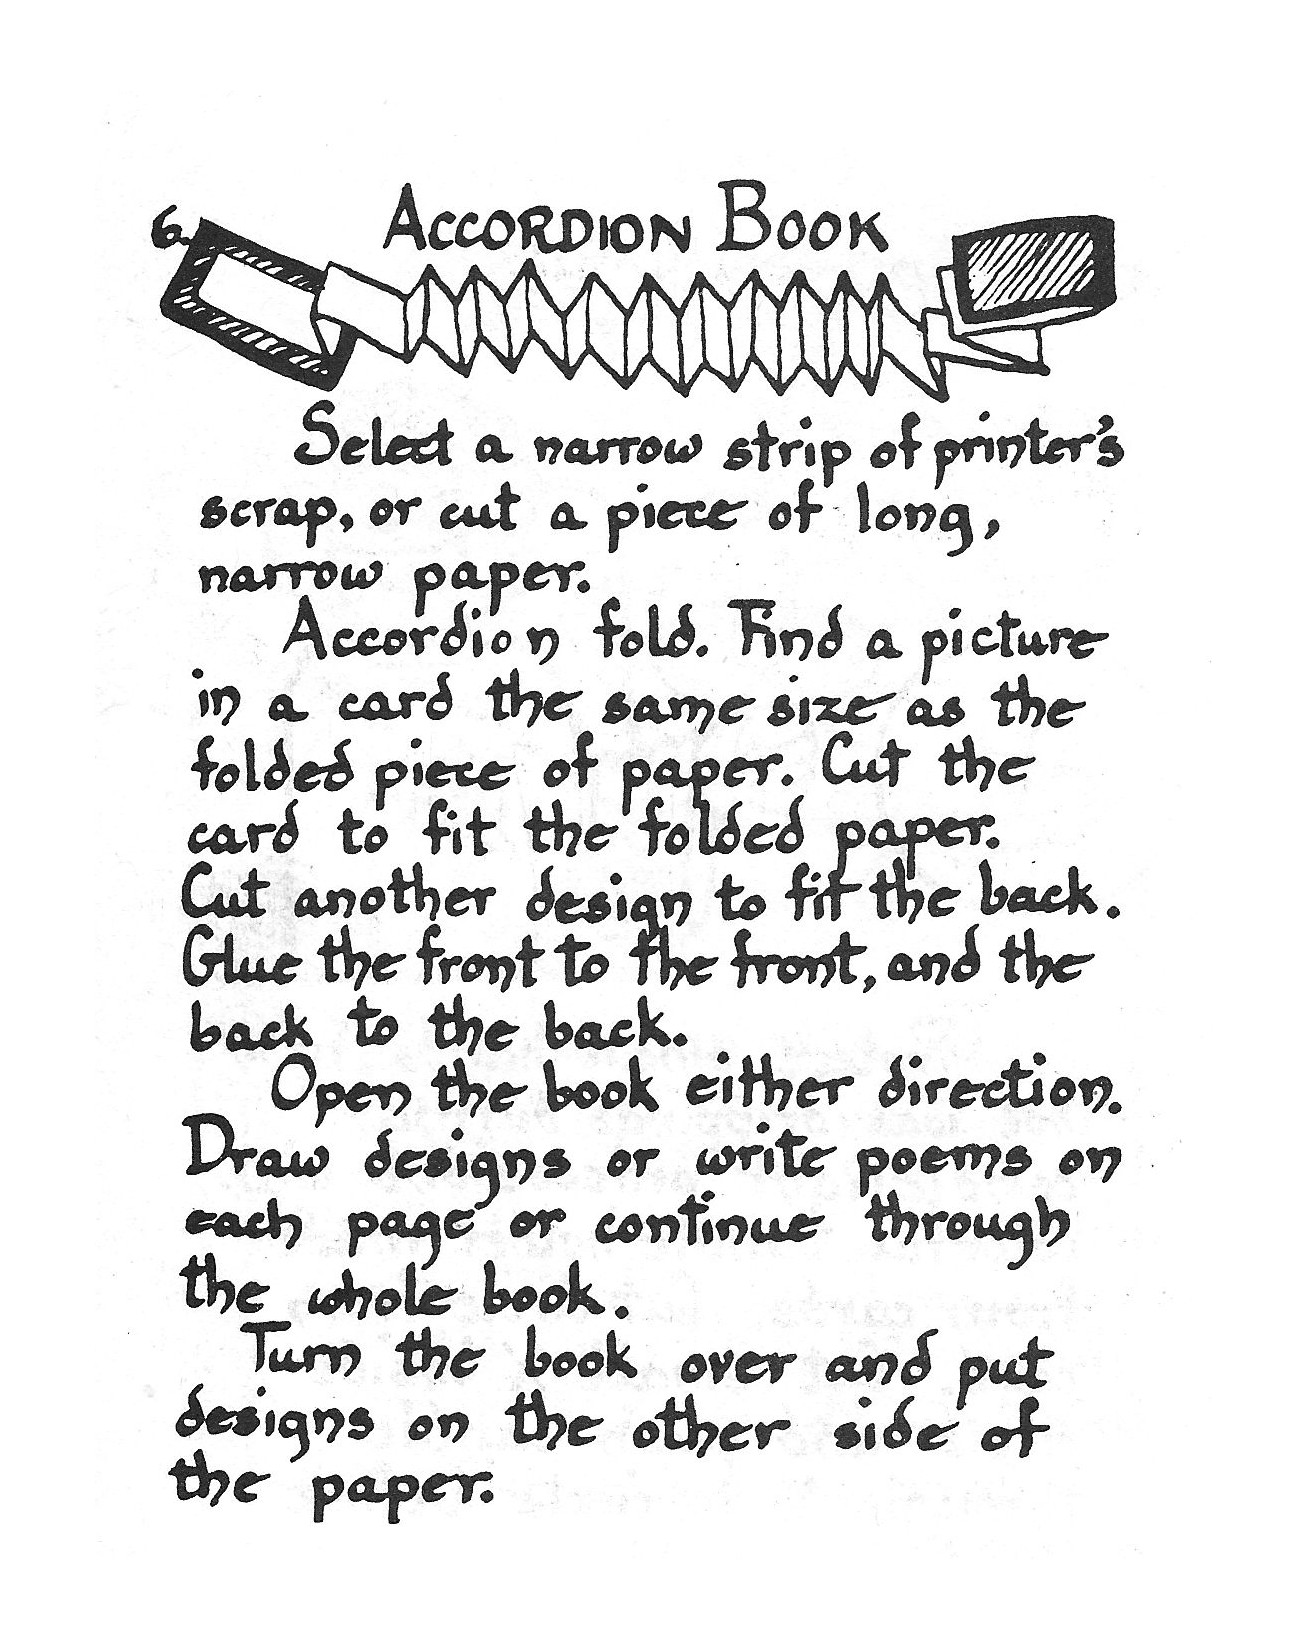 6.
ACCORDION BOOK
Select a narrow strip of printer's
scrap, or cut a piece of long,
narrow paper.
Accordion fold. Find a picture
in a card the same size as the
folded piece of paper. Cut the
card to fit the folded paper.
Cut another design to fit the back.
Glue the front to the front, and the
back to the back.
Open the book either direction.
Draw designs or write poems on
each page or continue through
the whole book.
Turn the book over and put
designs on the other side of
the paper.